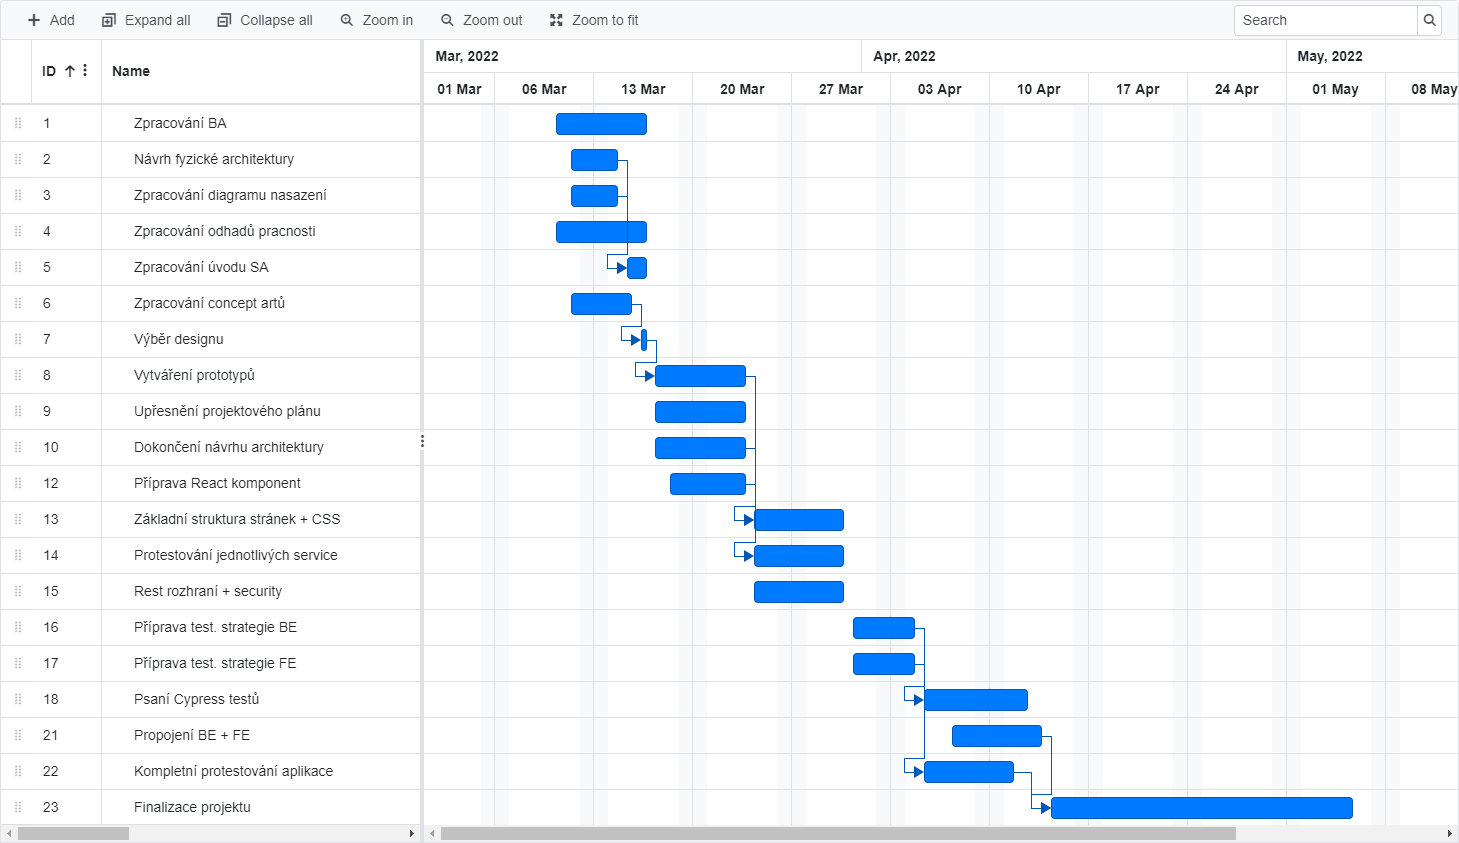 Add Expand all Collapse all Zoom in Zoom out Zoom to fit Search
Mar, 2022 Apr, 2022 May, 2022
ID Name
01 Mar 06 Mar 13 Mar 20 Mar 27 Mar 03 Apr 10 Apr 17 Apr 24 Apr 01 May 08 May
1 Zpracování BA
2 Návrh fyzické architektury
3 Zpracování diagramu nasazení
4 Zpracování odhadů pracnosti
5 Zpracování úvodu SA
6 Zpracování concept artů
7 Výběr designu
8 Vytváření prototypů
9 Upřesnění projektového plánu
10 Dokončení návrhu architektury
12 Příprava React komponent
13 Základní struktura stránek + CSS
14 Protestování jednotlivých service
15 Rest rozhraní + security
16 Příprava test. strategie BE
17 Příprava test. strategie FE
18 Psaní Cypress testů
21 Propojení BE + FE
22 Kompletní protestování aplikace
23 Finalizace projektu